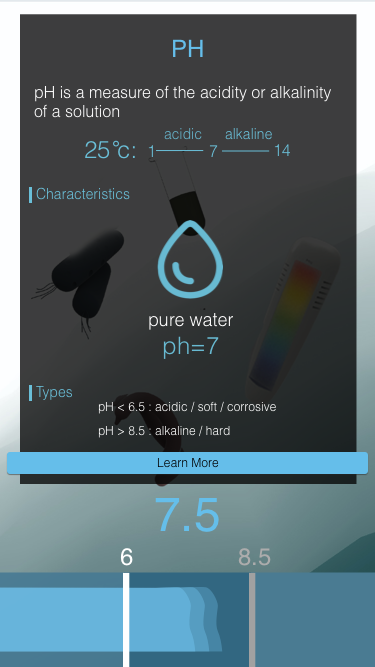 PH
pH is a measure of the acidity or alkalinity
of a solution
acidic alkaline
25℃: 1 7 14
Characteristics
pure water
ph=7
Types
pH < 6.5 : acidic / soft / corrosive
pH > 8.5 : alkaline / hard
Learn More
7.5
6 8.5